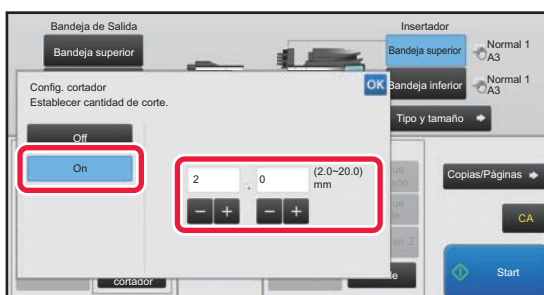 Bandeja de Salida
Insertador
Bandeja superior
Bandeja superior
Normal 1
A3
Config. cortador
OK
Bandeja inferior
Normal 1
A3
Establecer cantidad de corte.
Tipo y tamaño
Off
On
2
.
0
(2.0~20.0)
mm
Copias/Páginas
CA
cortador
Start